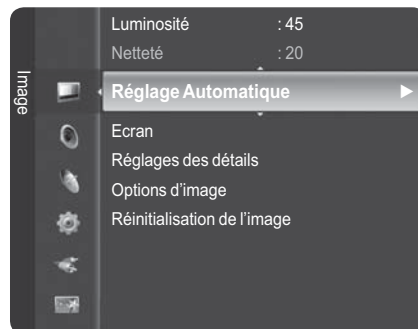 Image
Luminosité : 45
Netteté : 20
Réglage Automatique
Ecran
Réglages des détails
Options d'image
Réinitialisation de l'image